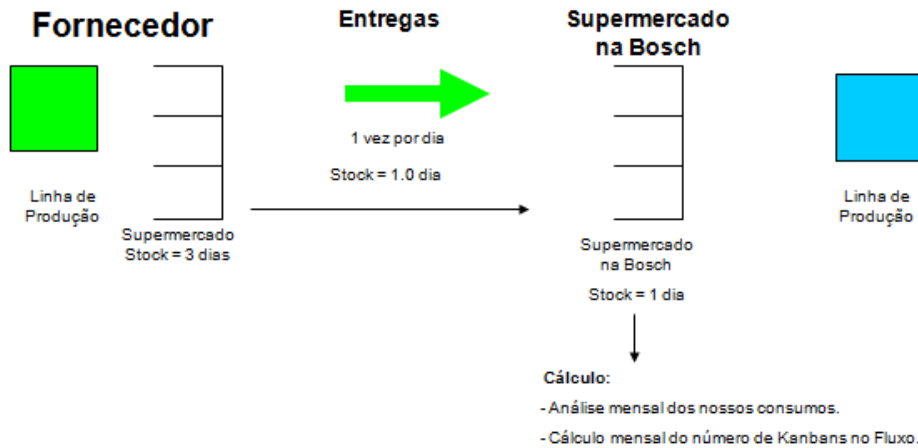 Fornecedor
Entregas
Supermercado
na Bosch
1 vez por dia
Stock = 1.0 dia
Linha de
Produção
Supermercado
Stock = 3 dias
Supermercado
na Bosch
Stock = 1 dia
Linha de
Produção
Cálculo:
- Análise mensal dos nossos consumos.
- Cálculo mensal do número de Kanbans no Fluxo.